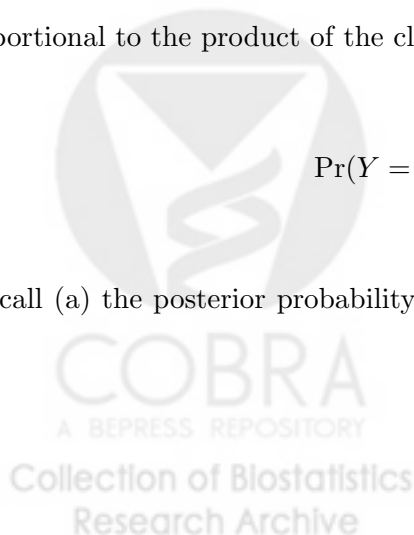 portional to the product of the cl
Pr(Y =
call (a) the posterior probability
COBRA
A BEPRESS REPOSITORY
Collection of Biostatistics
Research Archive